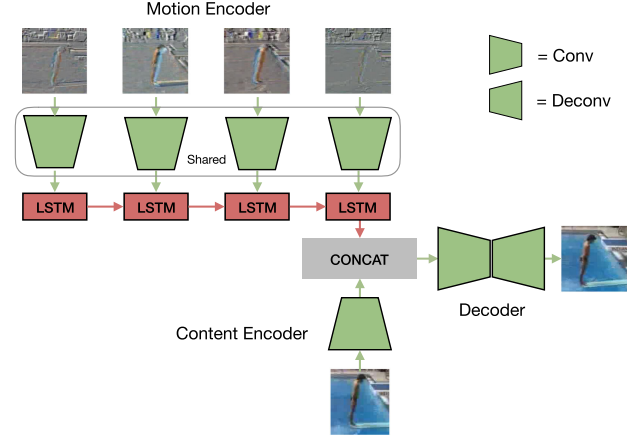 Motion Encoder
= Conv
= Deconv
Shared
LSTM
LSTM
LSTM
LSTM
CONCAT
Decoder
Content Encoder